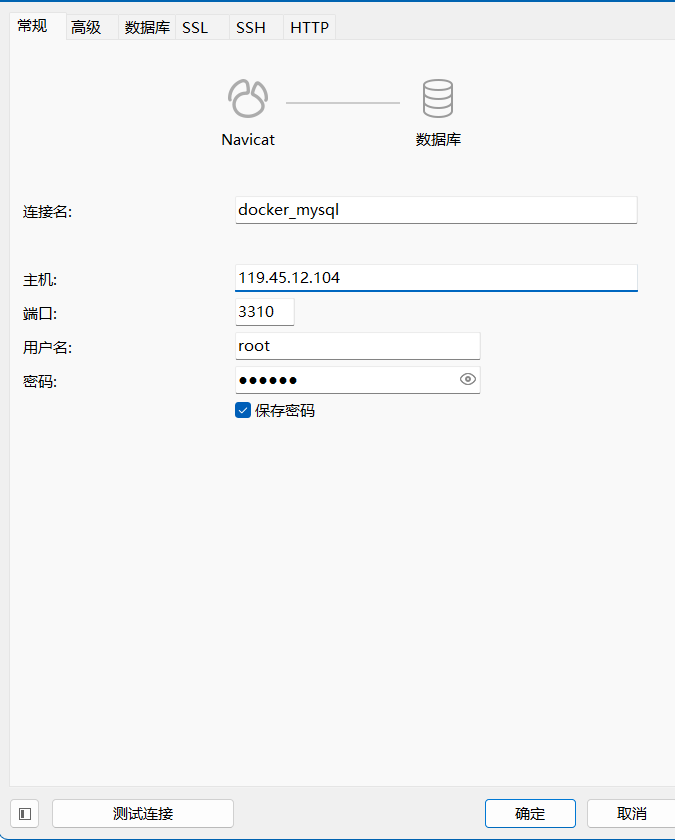 常规 高级 数据库 SSL SSH HTTP
Navicat 数据库
连接名: docker_mysql
主机: 119.45.12.104
端口: 3310
用户名: root
密码: ●●●●●●
保存密码
测试连接 确定 取消